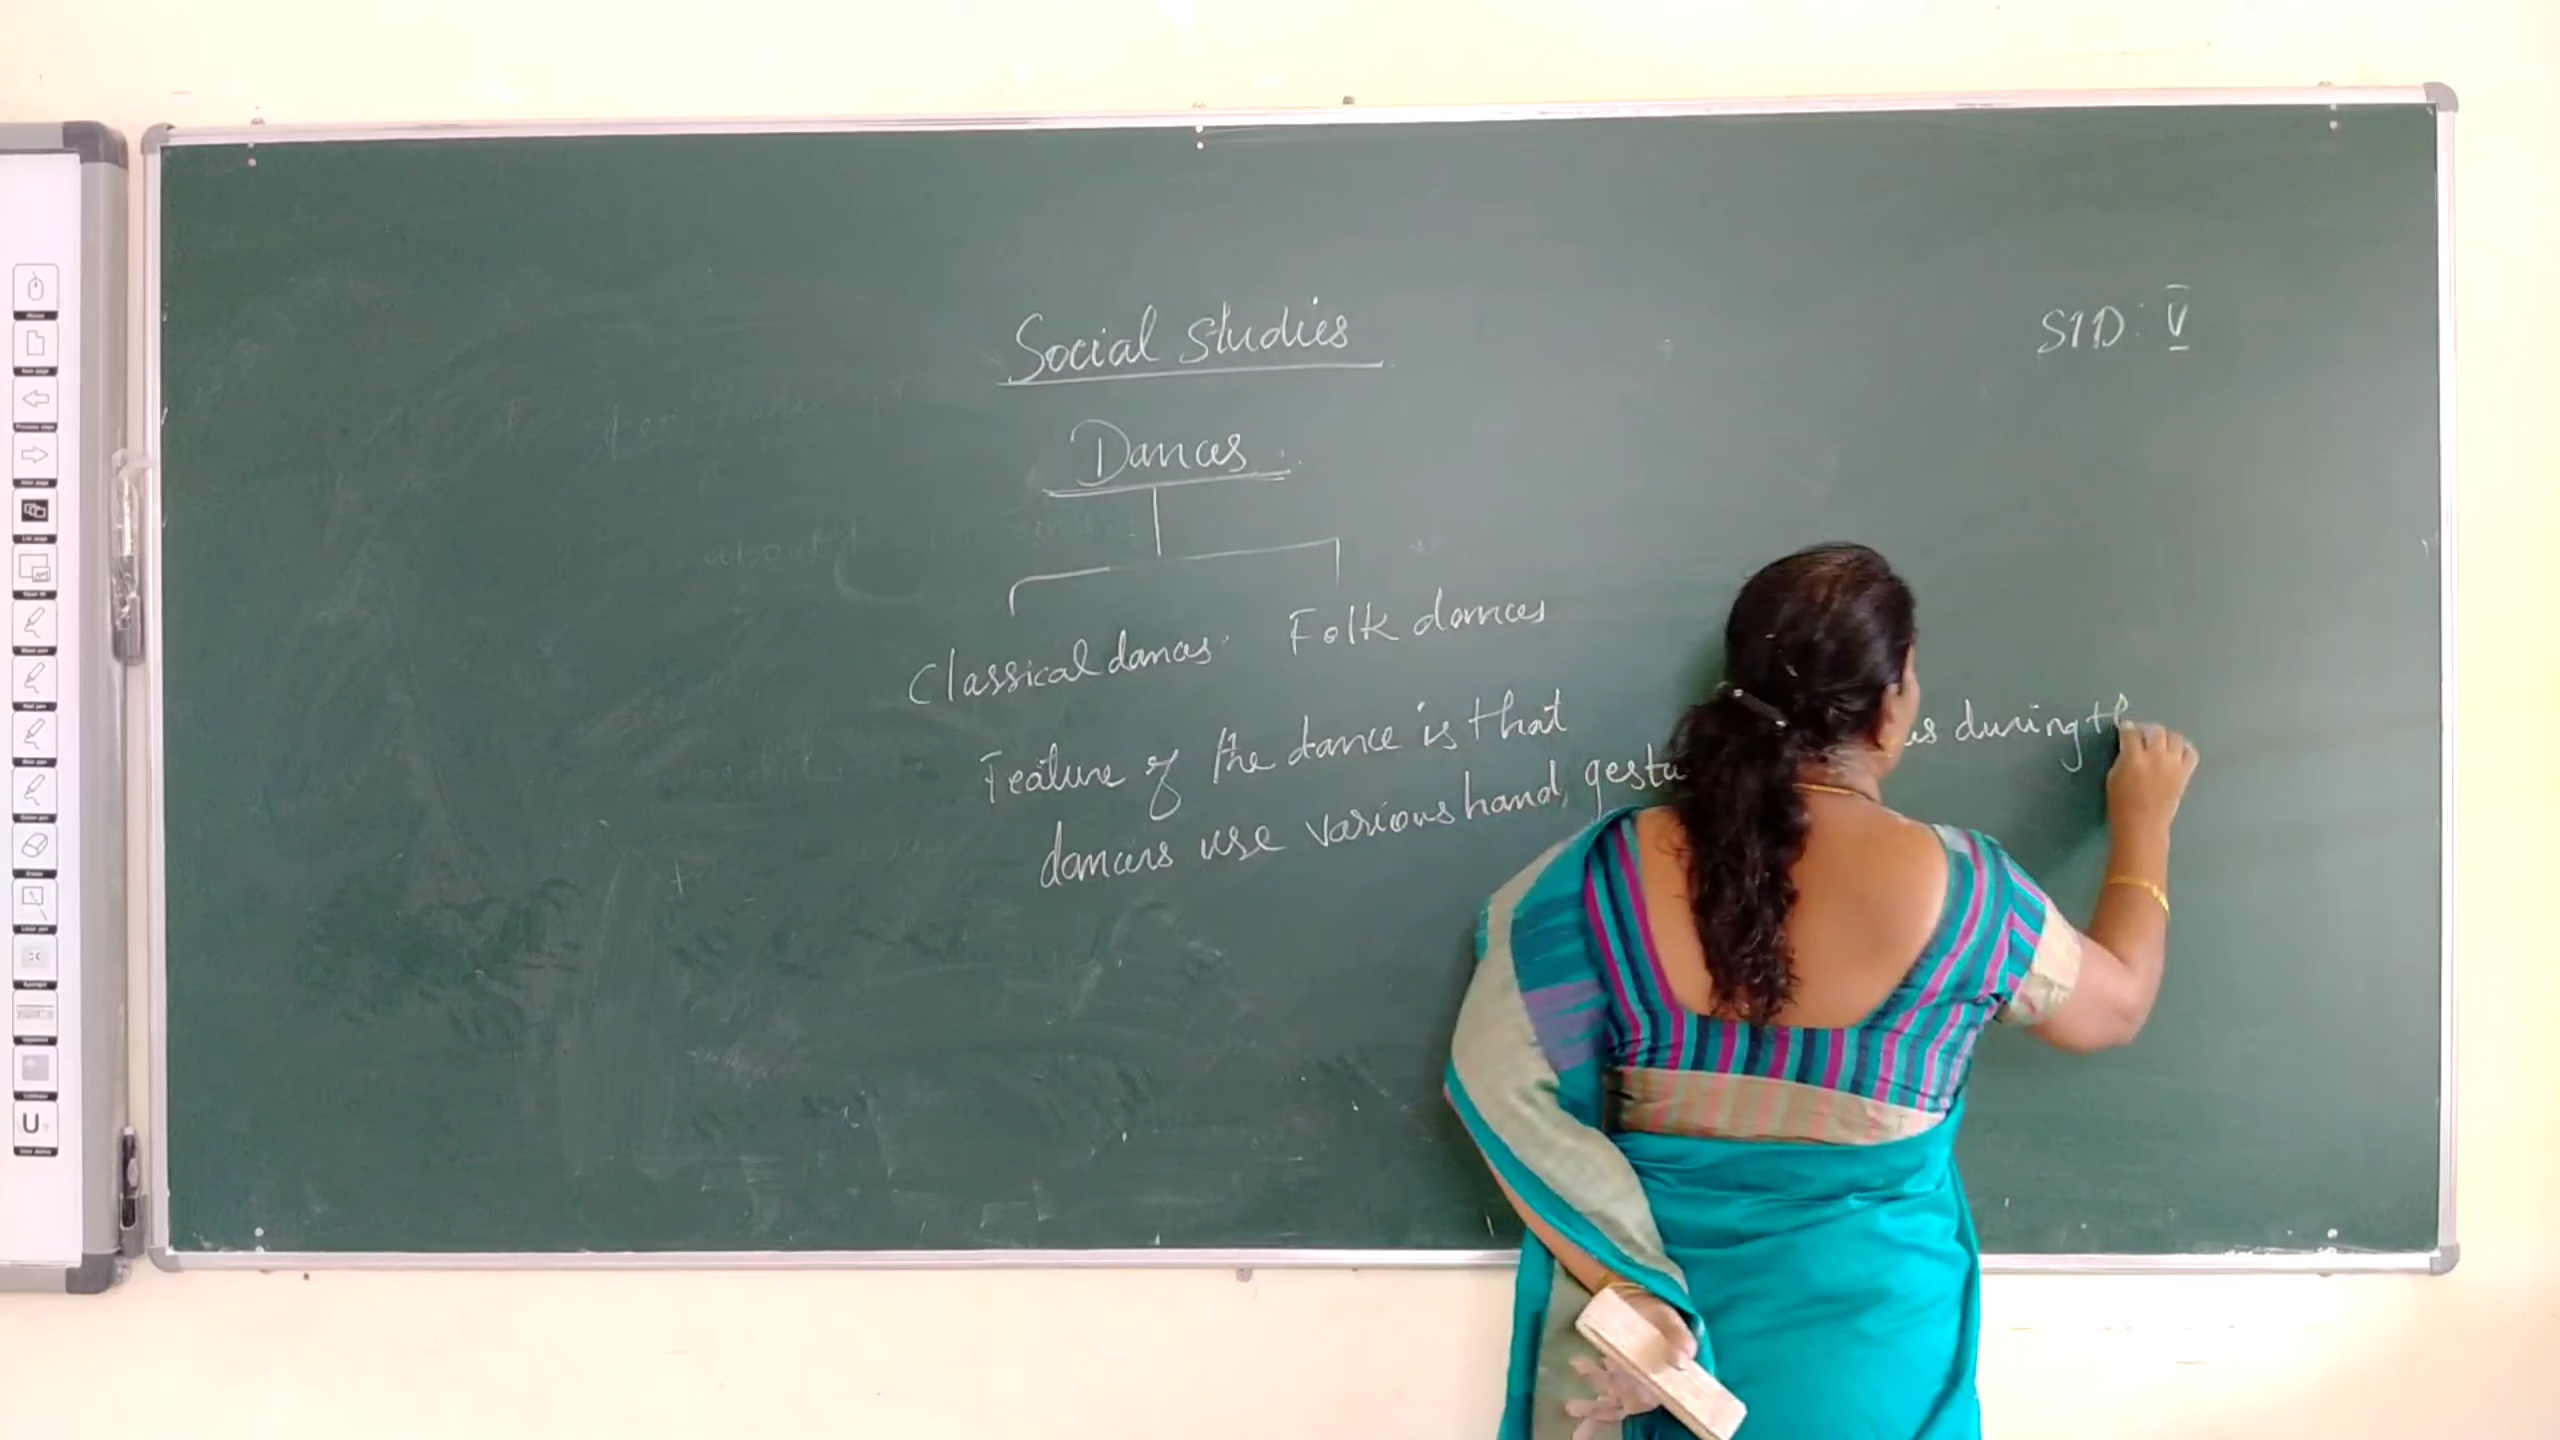 Social Studies
STD: V
Dances
Classical dances. Folk dances
Feature of the dance is that
dancers use various hand, gestu us during th